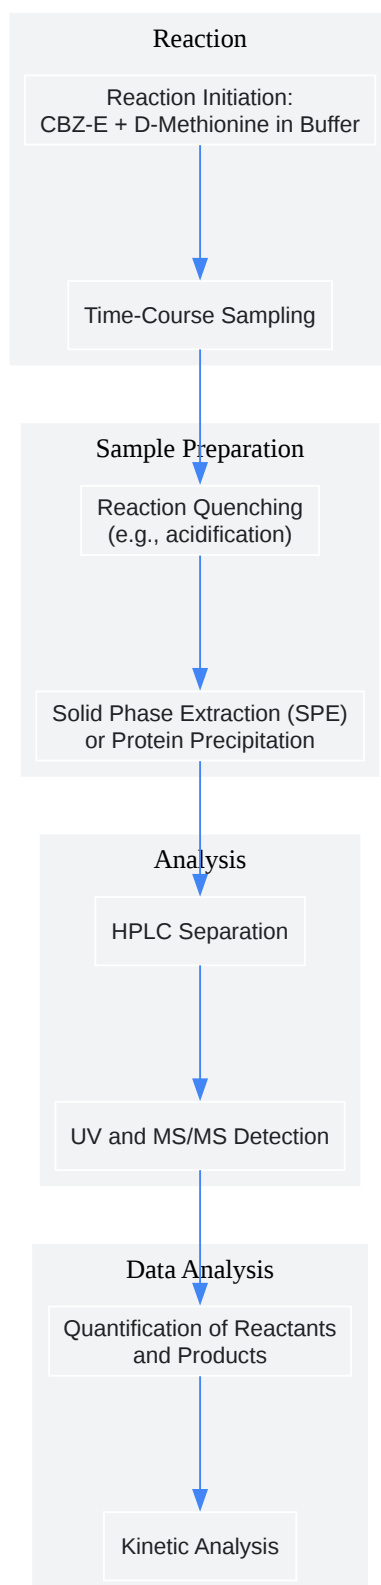 Reaction
Reaction Initiation:
CBZ-E + D-Methionine in Buffer
Time-Course Sampling
Sample Preparation
Reaction Quenching
(e.g., acidification)
Solid Phase Extraction (SPE)
or Protein Precipitation
Analysis
HPLC Separation
UV and MS/MS Detection
Data Analysis
Quantification of Reactants
and Products
Kinetic Analysis